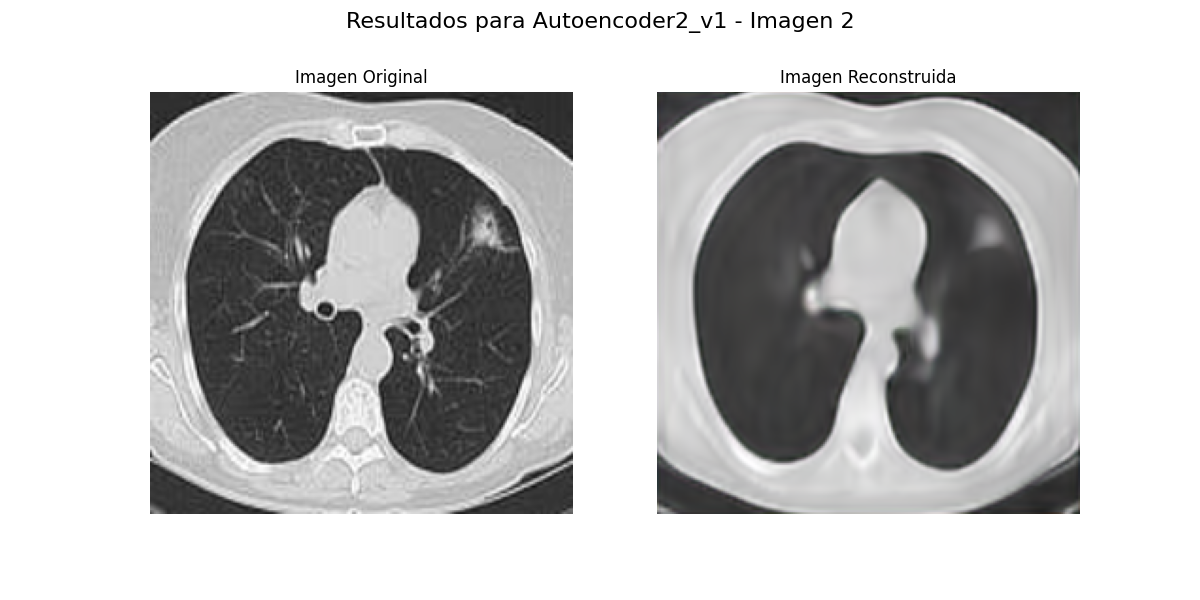 Resultados para Autoencoder2_v1 - Imagen 2
Imagen Original
Imagen Reconstruida